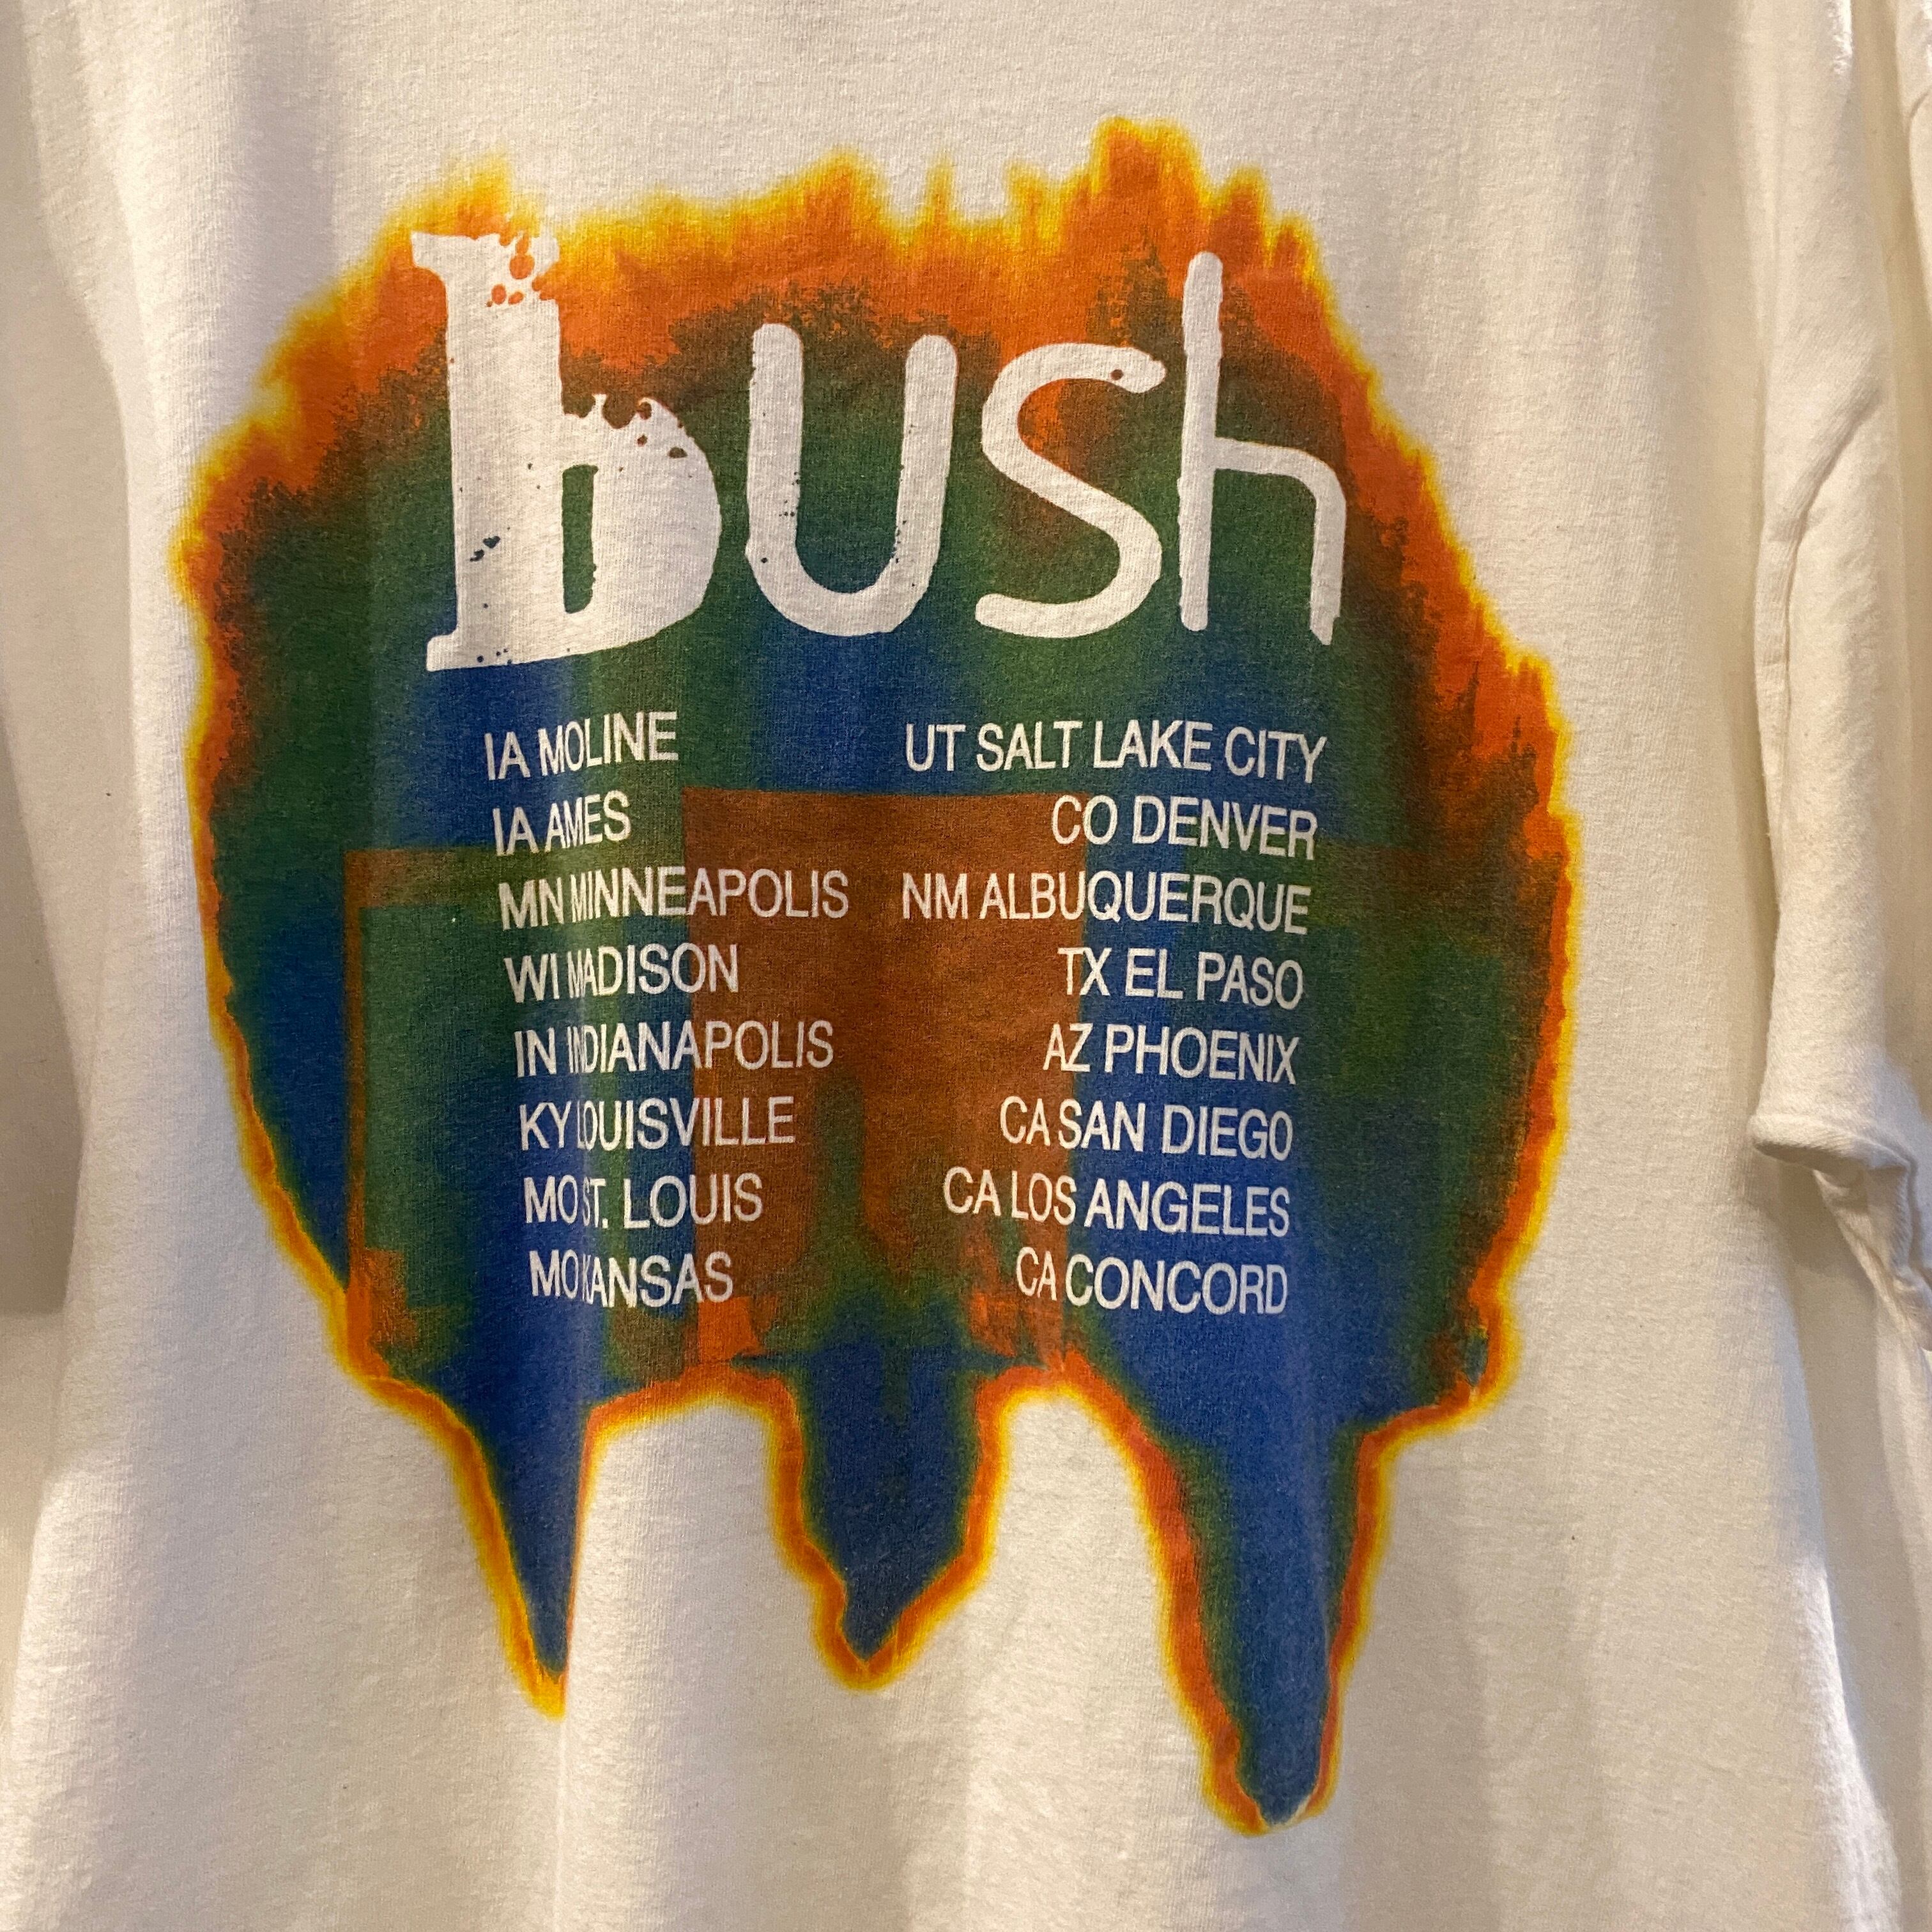 bush
IA MOLINE
IA AMES
MN MINNEAPOLIS
WI MADISON
IN INDIANAPOLIS
KY LOUISVILLE
MO ST. LOUIS
MO KANSAS
UT SALT LAKE CITY
CO DENVER
NM ALBUQUERQUE
TX EL PASO
AZ PHOENIX
CA SAN DIEGO
CA LOS ANGELES
CA CONCORD